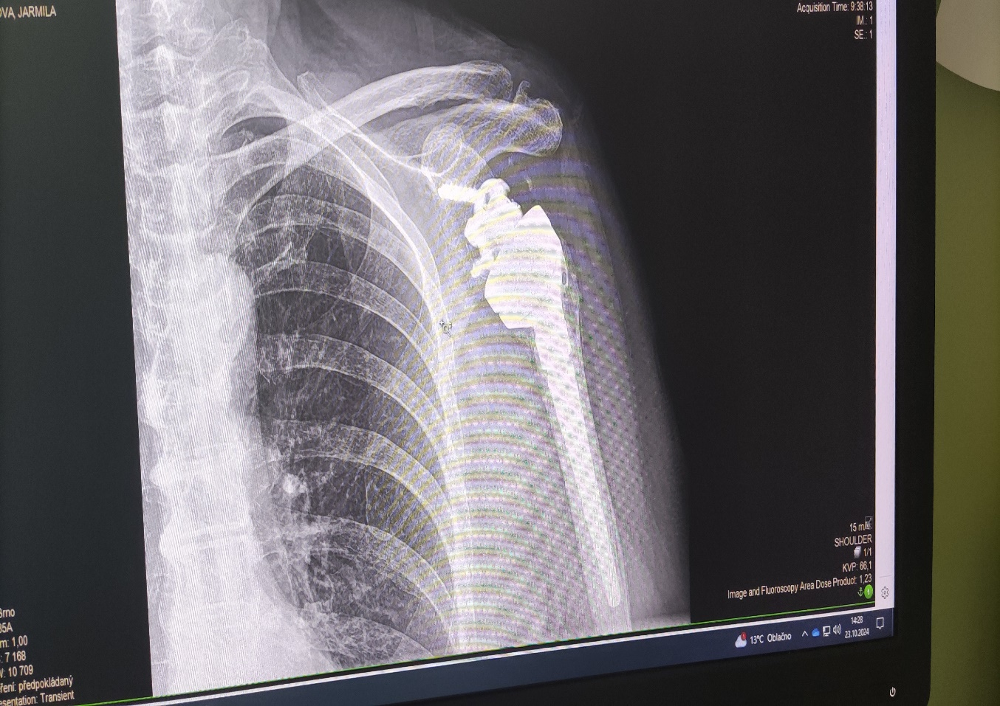 OVA, JARMILA
Acquisition Time: 9:38:13
IM.: 1
SE.: 1
15 m
SHOULDER
1/1
KVP: 66,1
Image and Fluoroscopy Area Dose Product: 1,23
Brno
85A
m: 1,00
: 7 168
W: 10 709
ření: předpokládaný
esentation: Transient
13°C Oblačno
14:28
23.10.2024